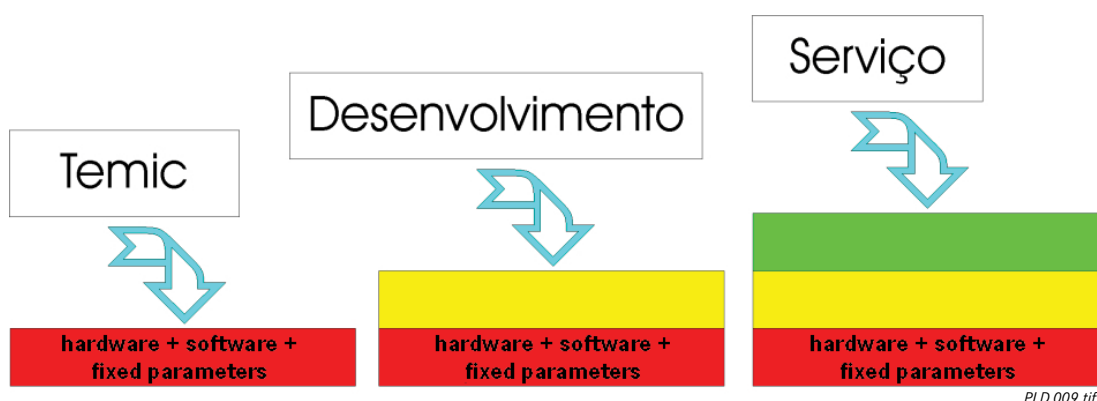 Temic
hardware + software +
fixed parameters
Desenvolvimento
hardware + software +
fixed parameters
Serviço
hardware + software +
fixed parameters
PLD 009.tif